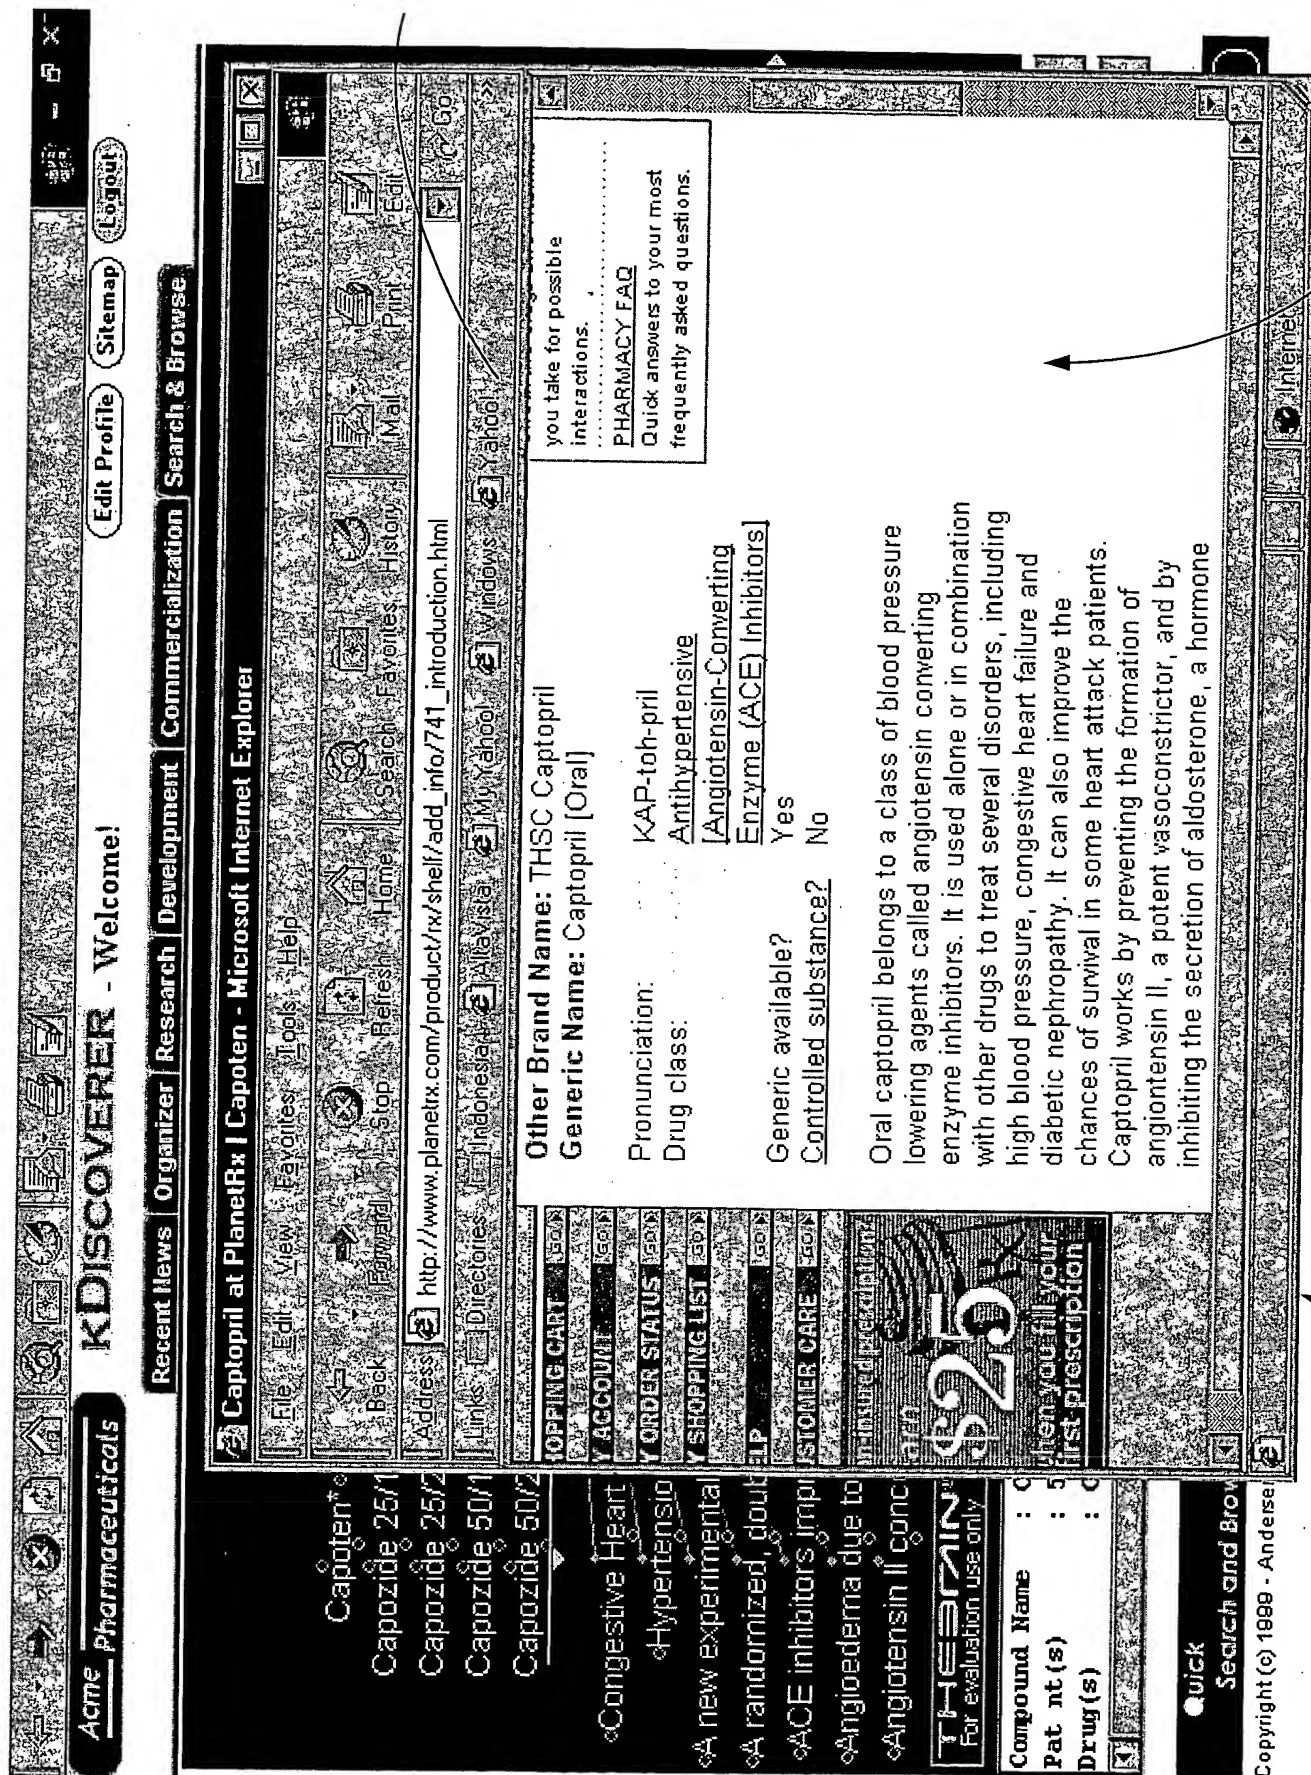 Acme
Pharmaceuticals
KDISCOVERER - Welcome!
Edit Profile
Sitemap
Logout
Recent News
Organizer
Research
Development
Commercialization
Search & Browse
Captopril at PlanetRx | Capoten - Microsoft Internet Explorer
File Edit View Favorites Tools Help
Back Forward Stop Refresh Home Search Favorites History Mail Print Edit
Address http://www.planetrx.com/product/rx/shelf/add_info/741_introduction.html Go
Links Directories Indonesia AltaVista My Yahoo! Windows Yahoo!
OPPING CART GO
Y ACCOUNT GO
Y ORDER STATUS GO
Y SHOPPING LIST GO
ELP GO
STOMER CARE GO
$25
when you fill your
first prescription
Other Brand Name: THSC Captopril
Generic Name: Captopril [Oral]
Pronunciation: KAP-toh-pril
Drug class: Antihypertensive
[Angiotensin-Converting
Enzyme (ACE) Inhibitors]
Generic available? Yes
Controlled substance? No
Oral captopril belongs to a class of blood pressure
lowering agents called angiotensin converting
enzyme inhibitors. It is used alone or in combination
with other drugs to treat several disorders, including
high blood pressure, congestive heart failure and
diabetic nephropathy. It can also improve the
chances of survival in some heart attack patients.
Captopril works by preventing the formation of
angiontensin II, a potent vasoconstrictor, and by
inhibiting the secretion of aldosterone, a hormone
you take for possible
interactions.
PHARMACY FAQ
Quick answers to your most
frequently asked questions.
Internet
Capoten*
Capozide 25/1
Capozide 25/2
Capozide 50/1
Capozide 50/2
Congestive Heart
Hypertensio
A new experimental
A randomized, doub
ACE inhibitors impr
Angioedema due to
Angiotensin II conc
THEBRAIN
For evaluation use only
Compound Name : C
Pat nt(s) : 5
Drug(s) : C
Quick
Search and Brow
Copyright (c) 1999 - Anderse